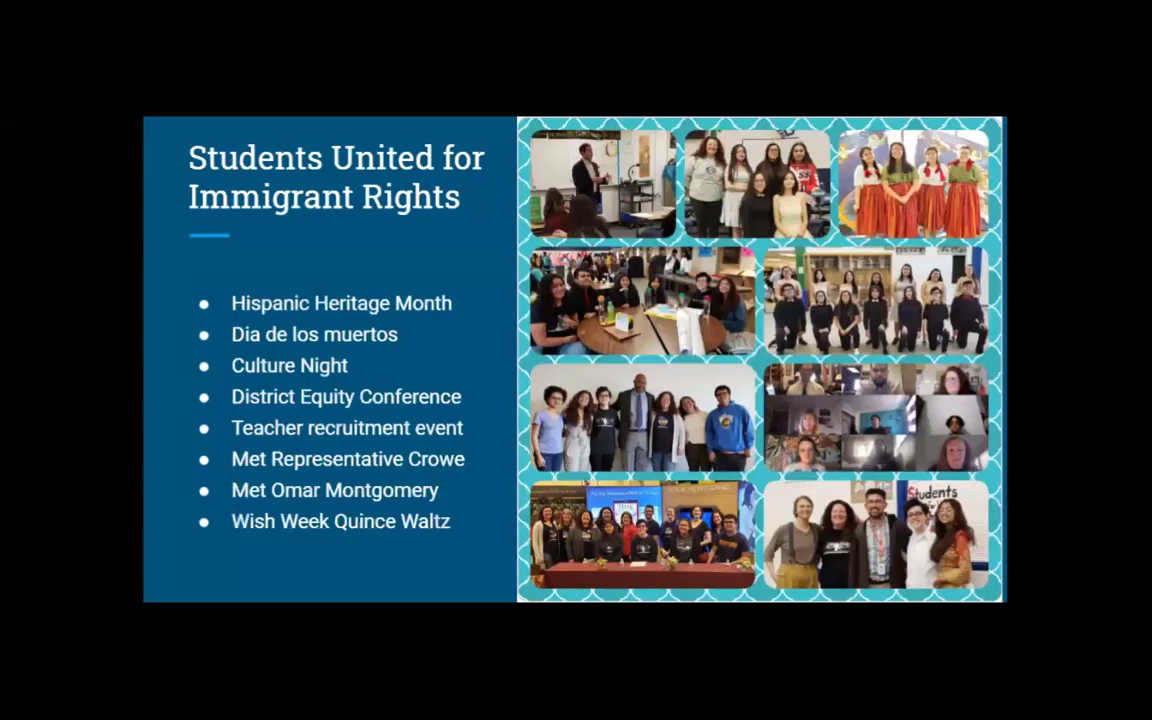 Students United for
Immigrant Rights
● Hispanic Heritage Month
● Dia de los muertos
● Culture Night
● District Equity Conference
● Teacher recruitment event
● Met Representative Crowe
● Met Omar Montgomery
● Wish Week Quince Waltz
Students